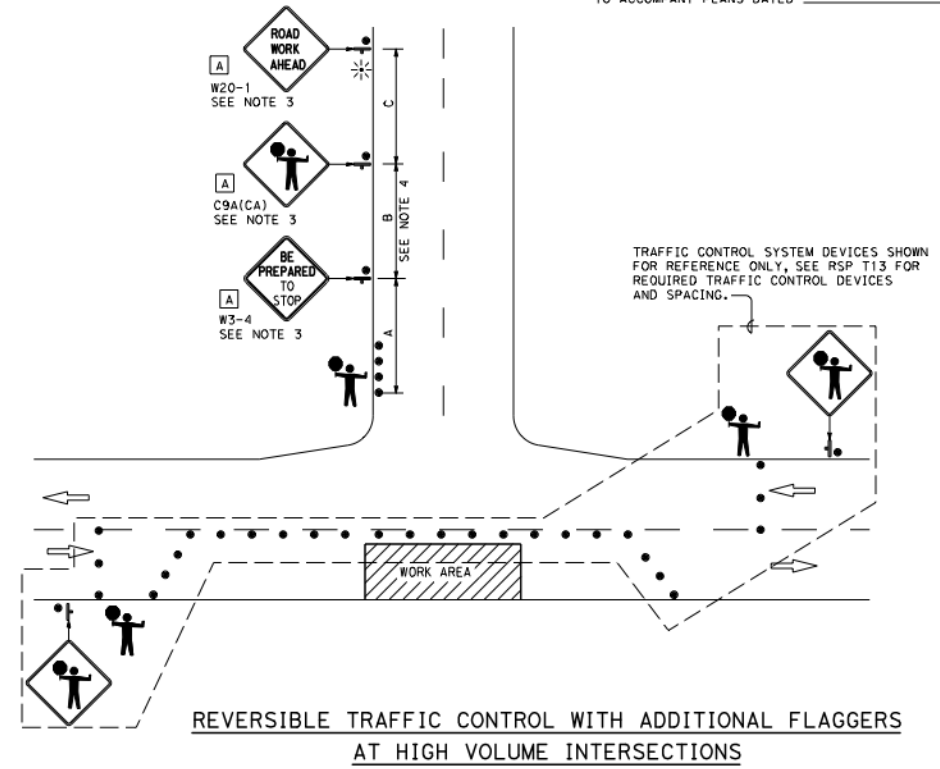 ROAD
WORK
AHEAD
A
W20-1
SEE NOTE 3
C
A
C9A(CA)
SEE NOTE 3
B
SEE NOTE 4
BE
PREPARED
TO
STOP
A
W3-4
SEE NOTE 3
A
TRAFFIC CONTROL SYSTEM DEVICES SHOWN
FOR REFERENCE ONLY, SEE RSP T13 FOR
REQUIRED TRAFFIC CONTROL DEVICES
AND SPACING.
WORK AREA
REVERSIBLE TRAFFIC CONTROL WITH ADDITIONAL FLAGGERS
AT HIGH VOLUME INTERSECTIONS